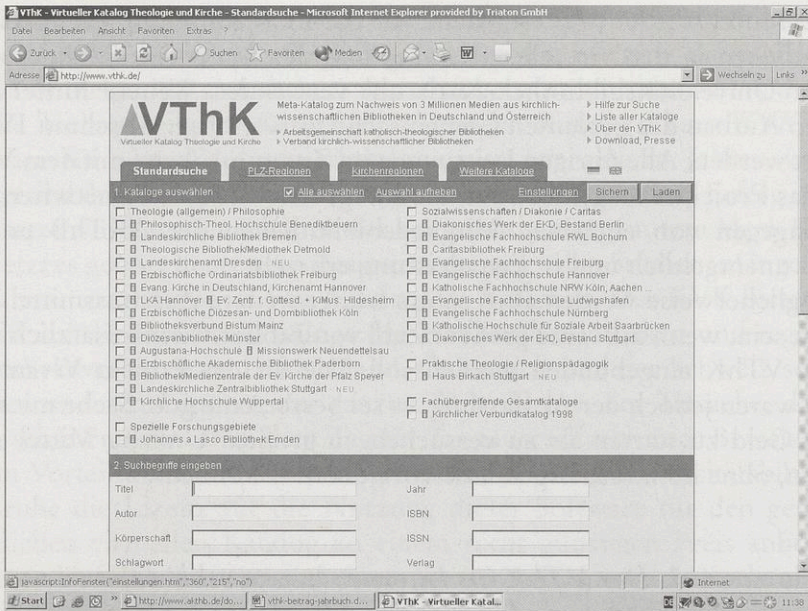 VThK - Virtueller Katalog Theologie und Kirche - Standardsuche - Microsoft Internet Explorer provided by Triaton GmbH
Datei Bearbeiten Ansicht Favoriten Extras ?
Zurück Suchen Favoriten Medien
Adresse http://www.vthk.de/ Wechseln zu Links »
VThK
Virtueller Katalog Theologie und Kirche
Meta-Katalog zum Nachweis von 3 Millionen Medien aus kirchlich-
wissenschaftlichen Bibliotheken in Deutschland und Österreich
Arbeitsgemeinschaft katholisch-theologischer Bibliotheken
Verband kirchlich-wissenschaftlicher Bibliotheken
Hilfe zur Suche
Liste aller Kataloge
Über den VThK
Download, Presse
Standardsuche PLZ-Regionen Kirchenregionen Weitere Kataloge
1. Kataloge auswählen Alle auswählen Auswahl aufheben Einstellungen Sichern Laden
Theologie (allgemein) / Philosophie
Philosophisch-Theol. Hochschule Benediktbeuern
Landeskirchliche Bibliothek Bremen
Theologische Bibliothek/Mediothek Detmold
Landeskirchenamt Dresden NEU
Erzbischöfliche Ordinariatsbibliothek Freiburg
Evang. Kirche in Deutschland, Kirchenamt Hannover
LKA Hannover Ev. Zentr. f. Gottesd. + KiMus. Hildesheim
Erzbischöfliche Diözesan- und Dombibliothek Köln
Bibliotheksverbund Bistum Mainz
Diözesanbibliothek Münster
Augustana-Hochschule Missionswerk Neuendettelsau
Erzbischöfliche Akademische Bibliothek Paderborn
Bibliothek/Medienzentrale der Ev. Kirche der Pfalz Speyer
Landeskirchliche Zentralbibliothek Stuttgart NEU
Kirchliche Hochschule Wuppertal
Spezielle Forschungsgebiete
Johannes a Lasco Bibliothek Emden
Sozialwissenschaften / Diakonie / Caritas
Diakonisches Werk der EKD, Bestand Berlin
Evangelische Fachhochschule RWL Bochum
Caritasbibliothek Freiburg
Evangelische Fachhochschule Freiburg
Evangelische Fachhochschule Hannover
Katholische Fachhochschule NRW Köln, Aachen ..
Evangelische Fachhochschule Ludwigshafen
Evangelische Fachhochschule Nürnberg
Katholische Hochschule für Soziale Arbeit Saarbrücken
Diakonisches Werk der EKD, Bestand Stuttgart
Praktische Theologie / Religionspädagogik
Haus Birkach Stuttgart NEU
Fachübergreifende Gesamtkataloge
Kirchlicher Verbundkatalog 1998
2. Suchbegriffe eingeben
Titel Jahr
Autor ISBN
Körperschaft ISSN
Schlagwort Verlag
javascript:InfoFenster("einstellungen.htm","360","215","no") Internet
Start » http://www.akthb.de/do... vthk-beitrag-jahrbuch.d... VThK - Virtueller Katal... 11:38